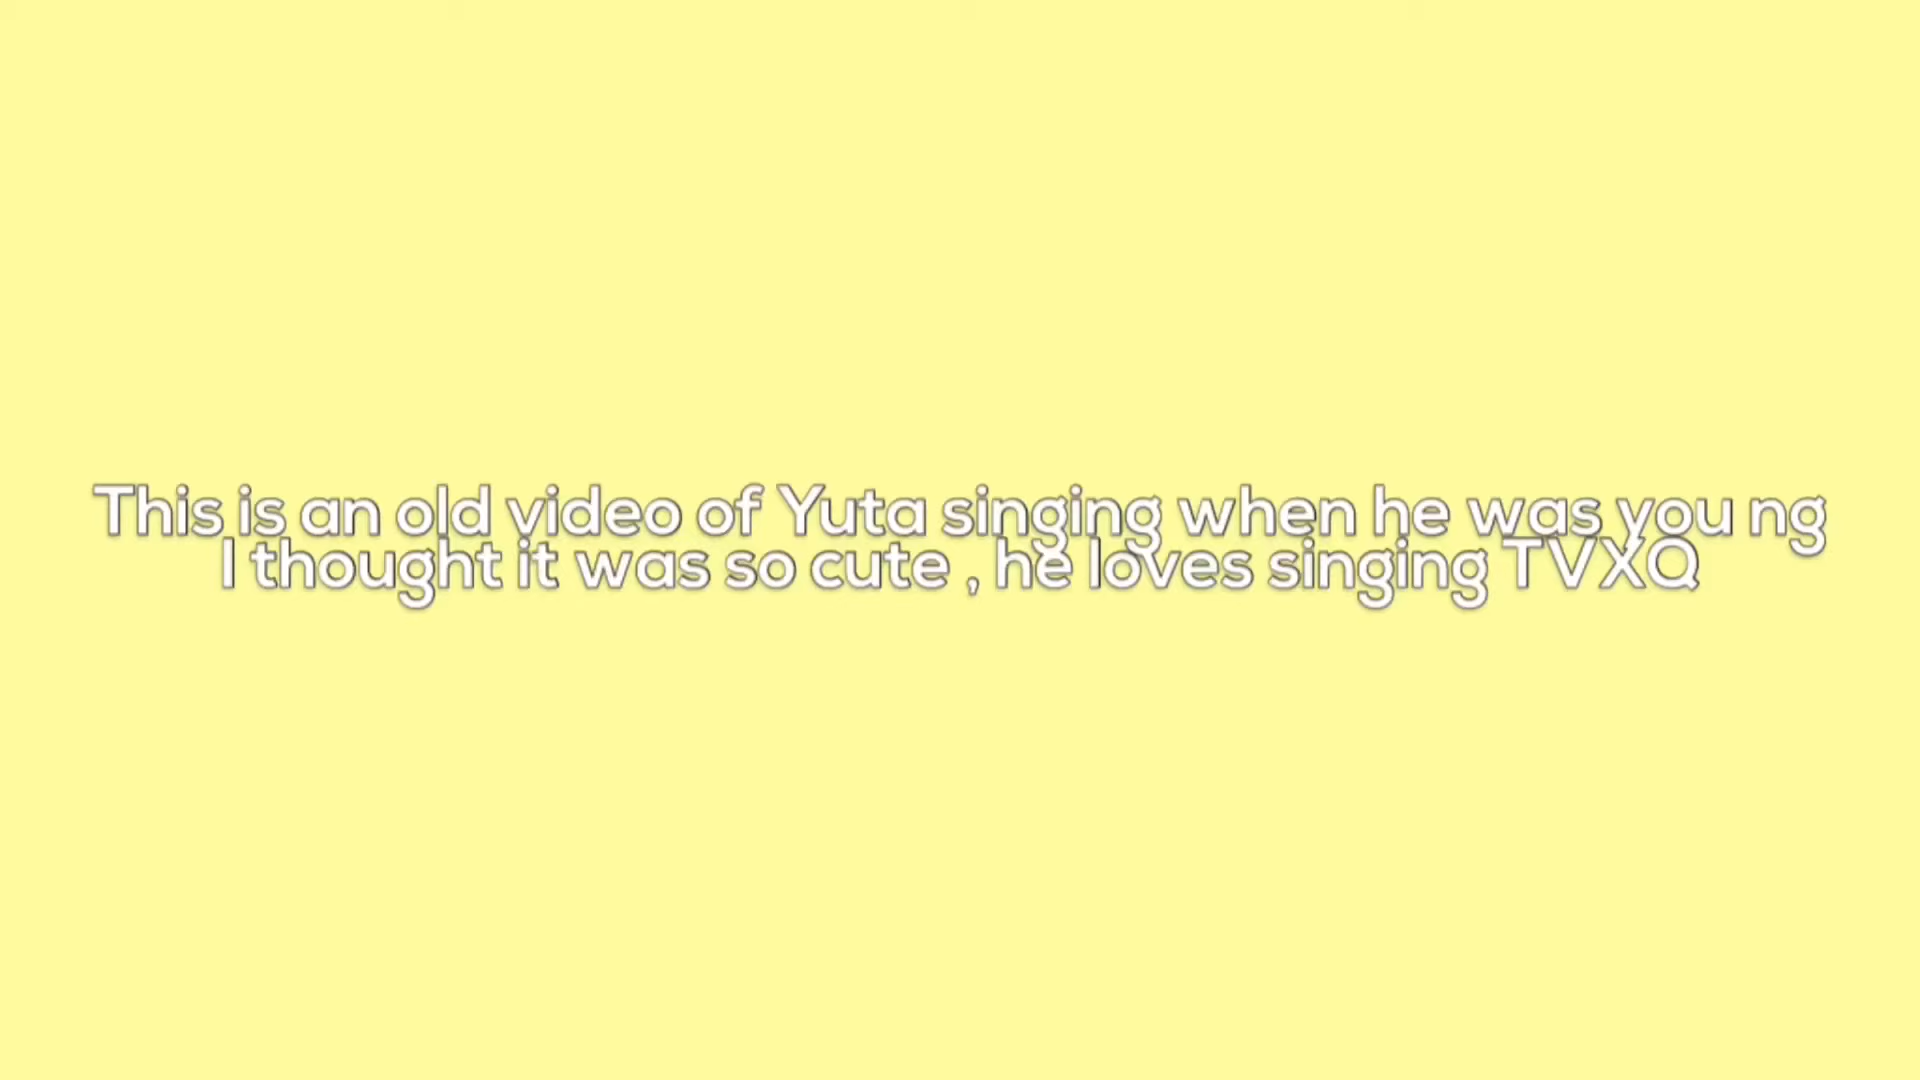 This is an old video of Yuta singing when he was you ng
I thought it was so cute , he loves singing TVXQ